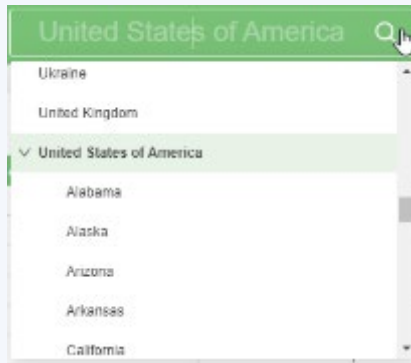 United States of America
Ukraine
United Kingdom
United States of America
Alabama
Alaska
Arizona
Arkansas
California